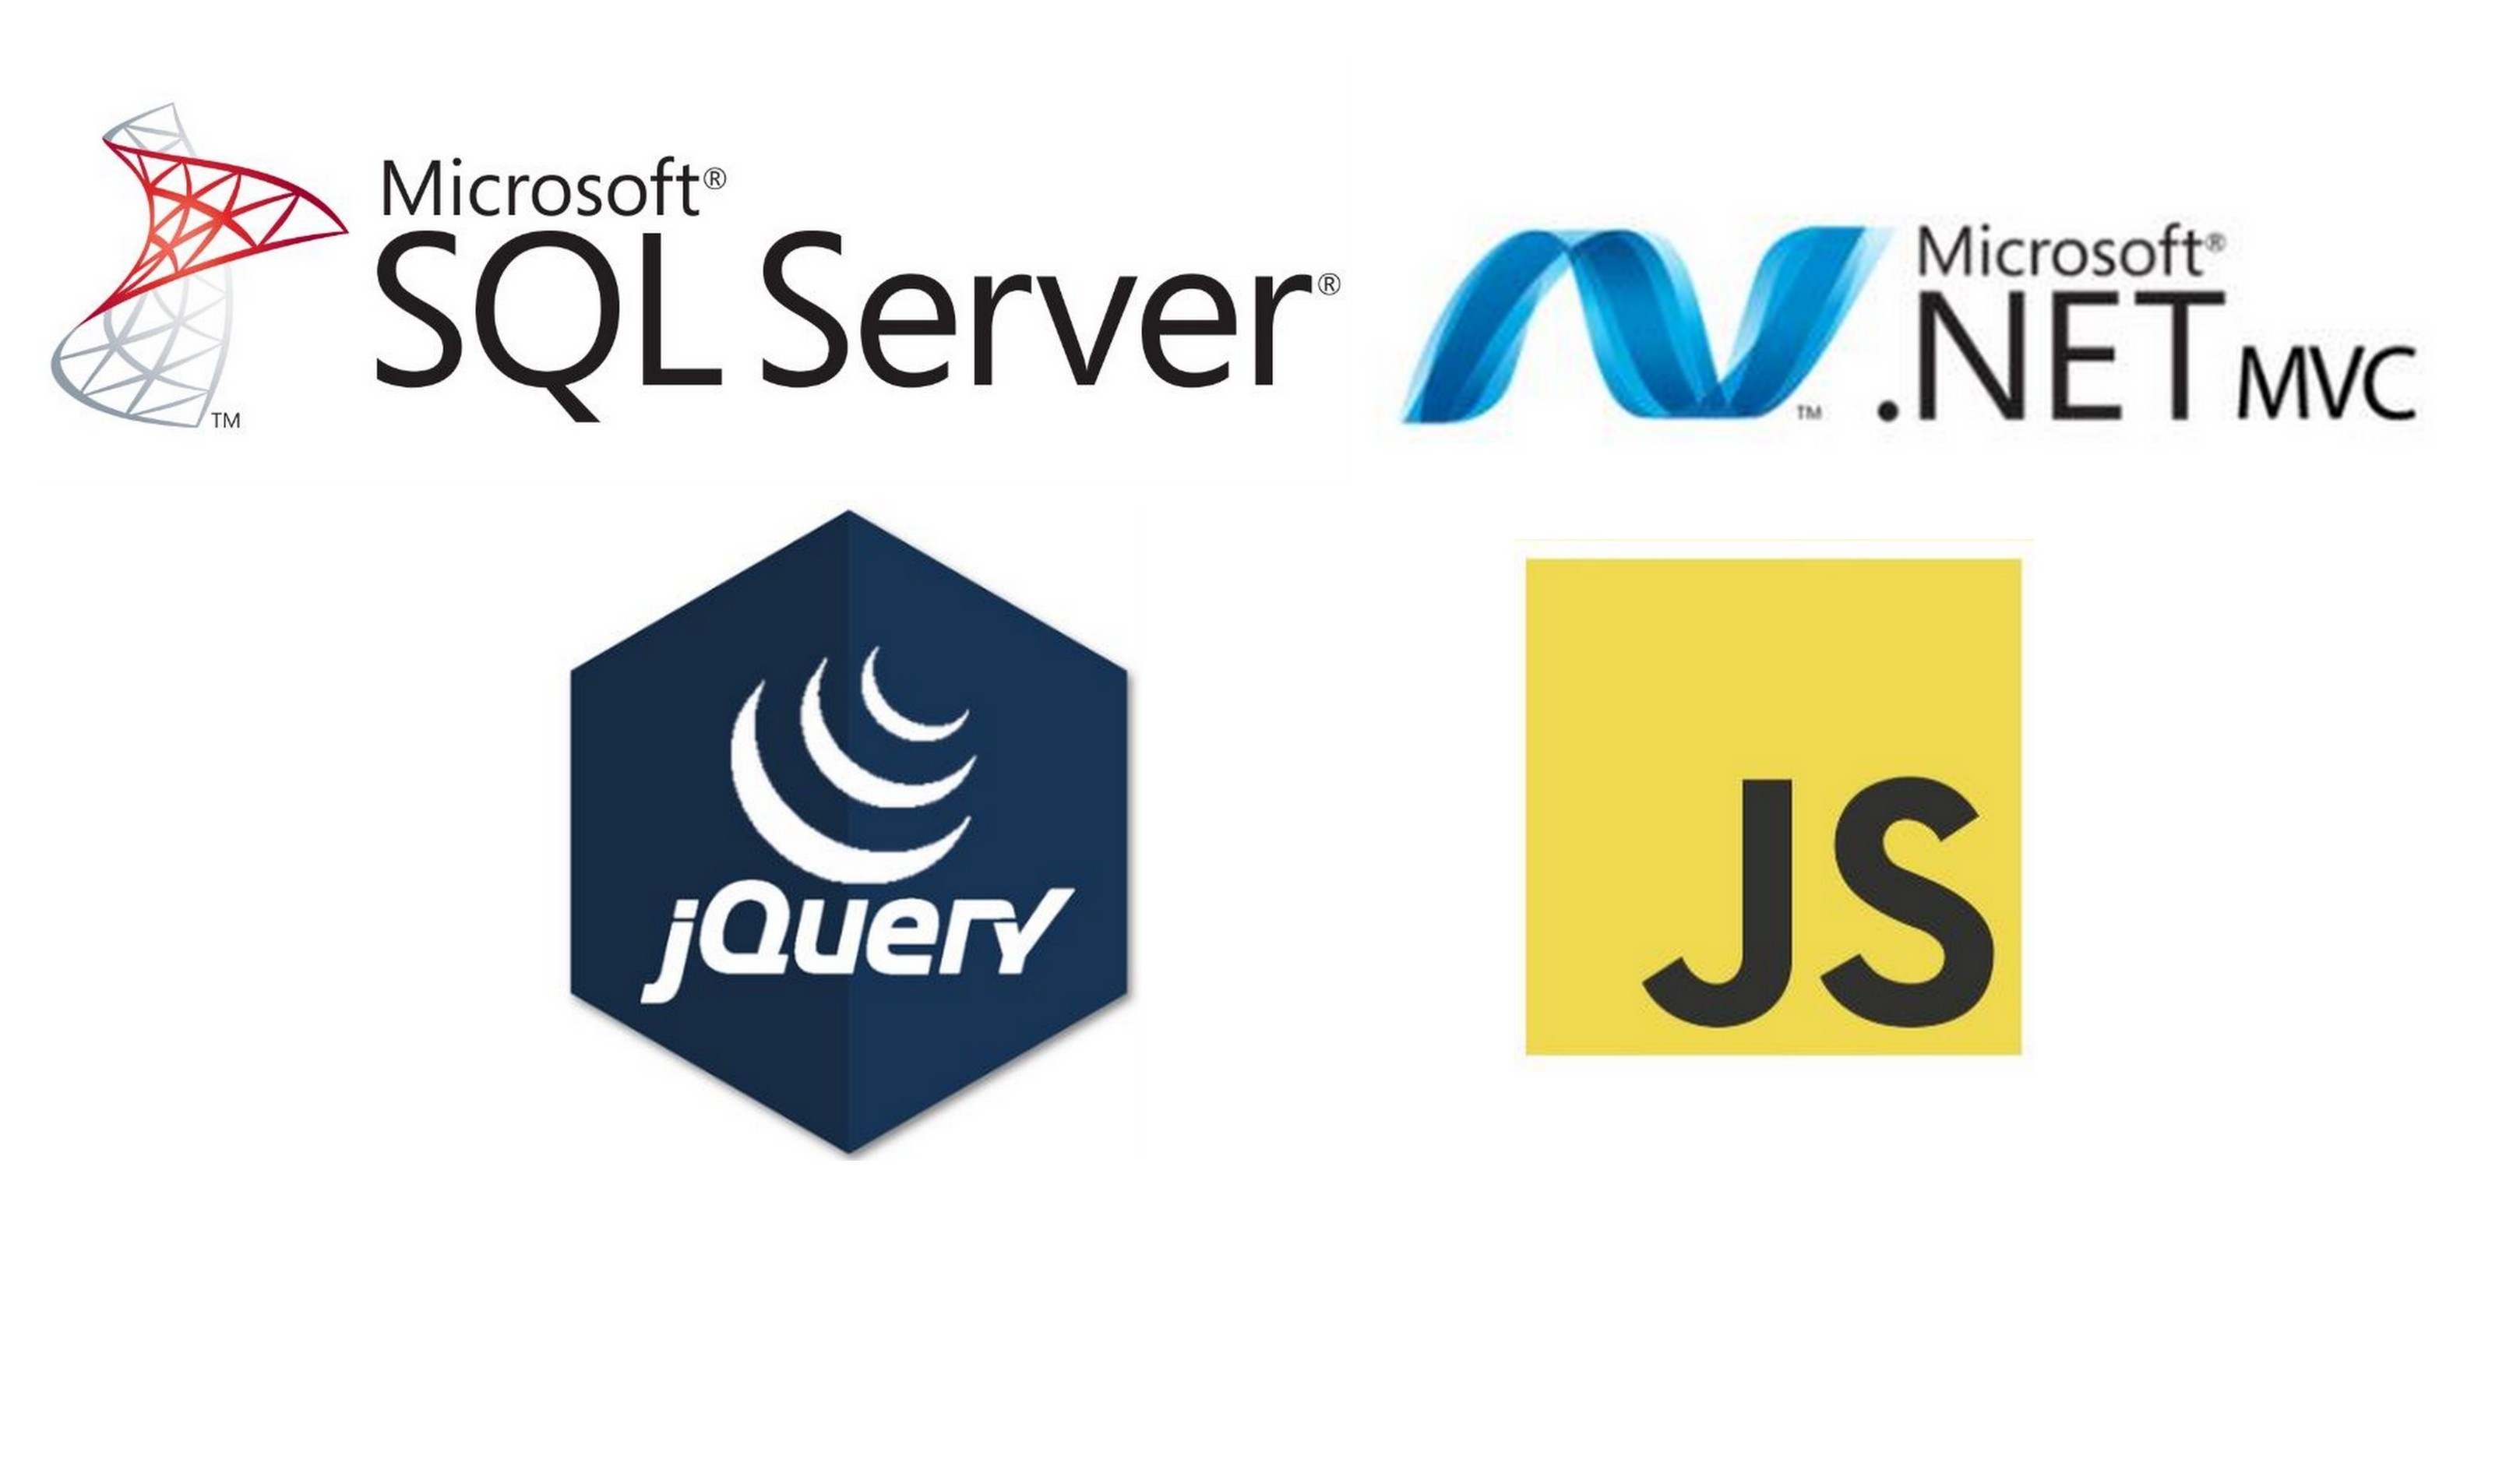 Microsoft®
SQL Server®
TM
Microsoft®
.NET MVC
TM
jQuery
JS